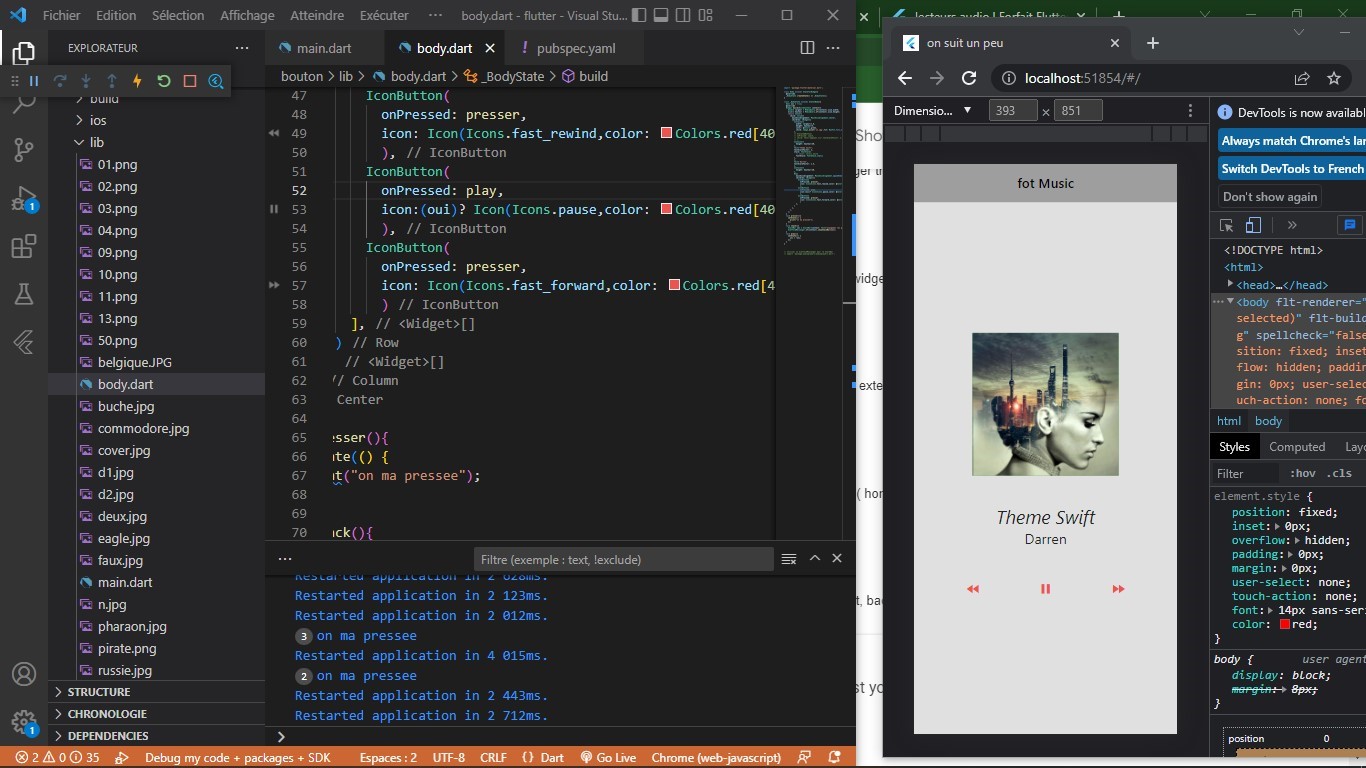 Fichier Edition Sélection Affichage Atteindre Exécuter ··· body.dart - flutter - Visual Stu...
EXPLORATEUR ···
build
ios
lib
01.png
02.png
03.png
04.png
09.png
10.png
11.png
13.png
50.png
belgique.JPG
body.dart
buche.jpg
commodore.jpg
cover.jpg
d1.jpg
d2.jpg
deux.jpg
eagle.jpg
faux.jpg
main.dart
n.jpg
pharaon.jpg
pirate.png
russie.jpg
STRUCTURE
CHRONOLOGIE
DEPENDENCIES
1
1
main.dart body.dart pubspec.yaml
bouton > lib > body.dart > _BodyState > build
47 IconButton(
48 onPressed: presser,
49 icon: Icon(Icons.fast_rewind,color: Colors.red[40
50 ), // IconButton
51 IconButton(
52 onPressed: play,
53 icon:(oui)? Icon(Icons.pause,color: Colors.red[40
54 ), // IconButton
55 IconButton(
56 onPressed: presser,
57 icon: Icon(Icons.fast_forward,color: Colors.red[4
58 ) // IconButton
59 ], // <Widget>[]
60 ) // Row
61 // <Widget>[]
62 // Column
63 Center
64
65 esser(){
66 ate(() {
67 nt("on ma pressee");
68
69
70 ack(){
··· Filtre (exemple : text, !exclude)
Restarted application in 2 028ms.
Restarted application in 2 123ms.
Restarted application in 2 012ms.
3 on ma pressee
Restarted application in 4 015ms.
2 on ma pressee
Restarted application in 2 443ms.
Restarted application in 2 712ms.
2 0 35 Debug my code + packages + SDK Espaces : 2 UTF-8 CRLF {} Dart Go Live Chrome (web-javascript)
lecteurs audio | Forfait Flutt
Sho
ger th
widge
exte
( hor
t, bac
st yo
on suit un peu
localhost:51854/#/
Dimensio... 393 × 851
fot Music
Theme Swift
Darren
DevTools is now availabl
Always match Chrome's lan
Switch DevTools to French
Don't show again
<!DOCTYPE html>
<html>
<head>…</head>
<body flt-renderer="
selected)" flt-build
g" spellcheck="false
sition: fixed; inset
flow: hidden; paddin
gin: 0px; user-selec
uch-action: none; fo
html body
Styles Computed Layo
Filter :hov .cls
element.style {
position: fixed;
inset: 0px;
overflow: hidden;
padding: 0px;
margin: 0px;
user-select: none;
touch-action: none;
font: 14px sans-seri
color: red;
}
body { user agent
display: block;
margin: 8px;
}
position 0